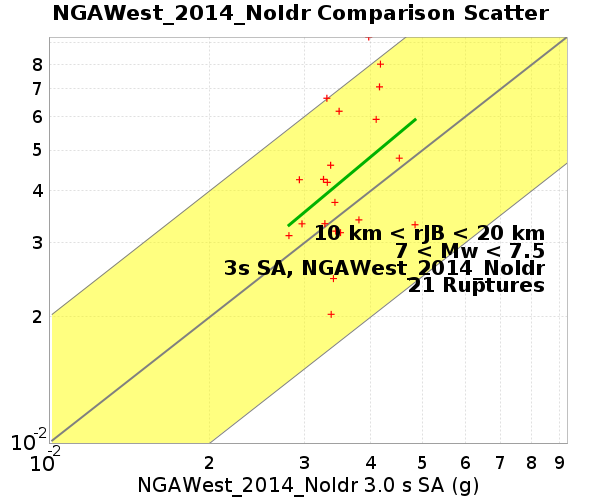 NGAWest_2014_NoIdr Comparison Scatter
8
7
6
5
4
3
2
10^-2
10 km < rJB < 20 km
7 < Mw < 7.5
3s SA, NGAWest_2014_NoIdr
21 Ruptures
10^-2
2 3 4 5 6 7 8 9
NGAWest_2014_NoIdr 3.0 s SA (g)